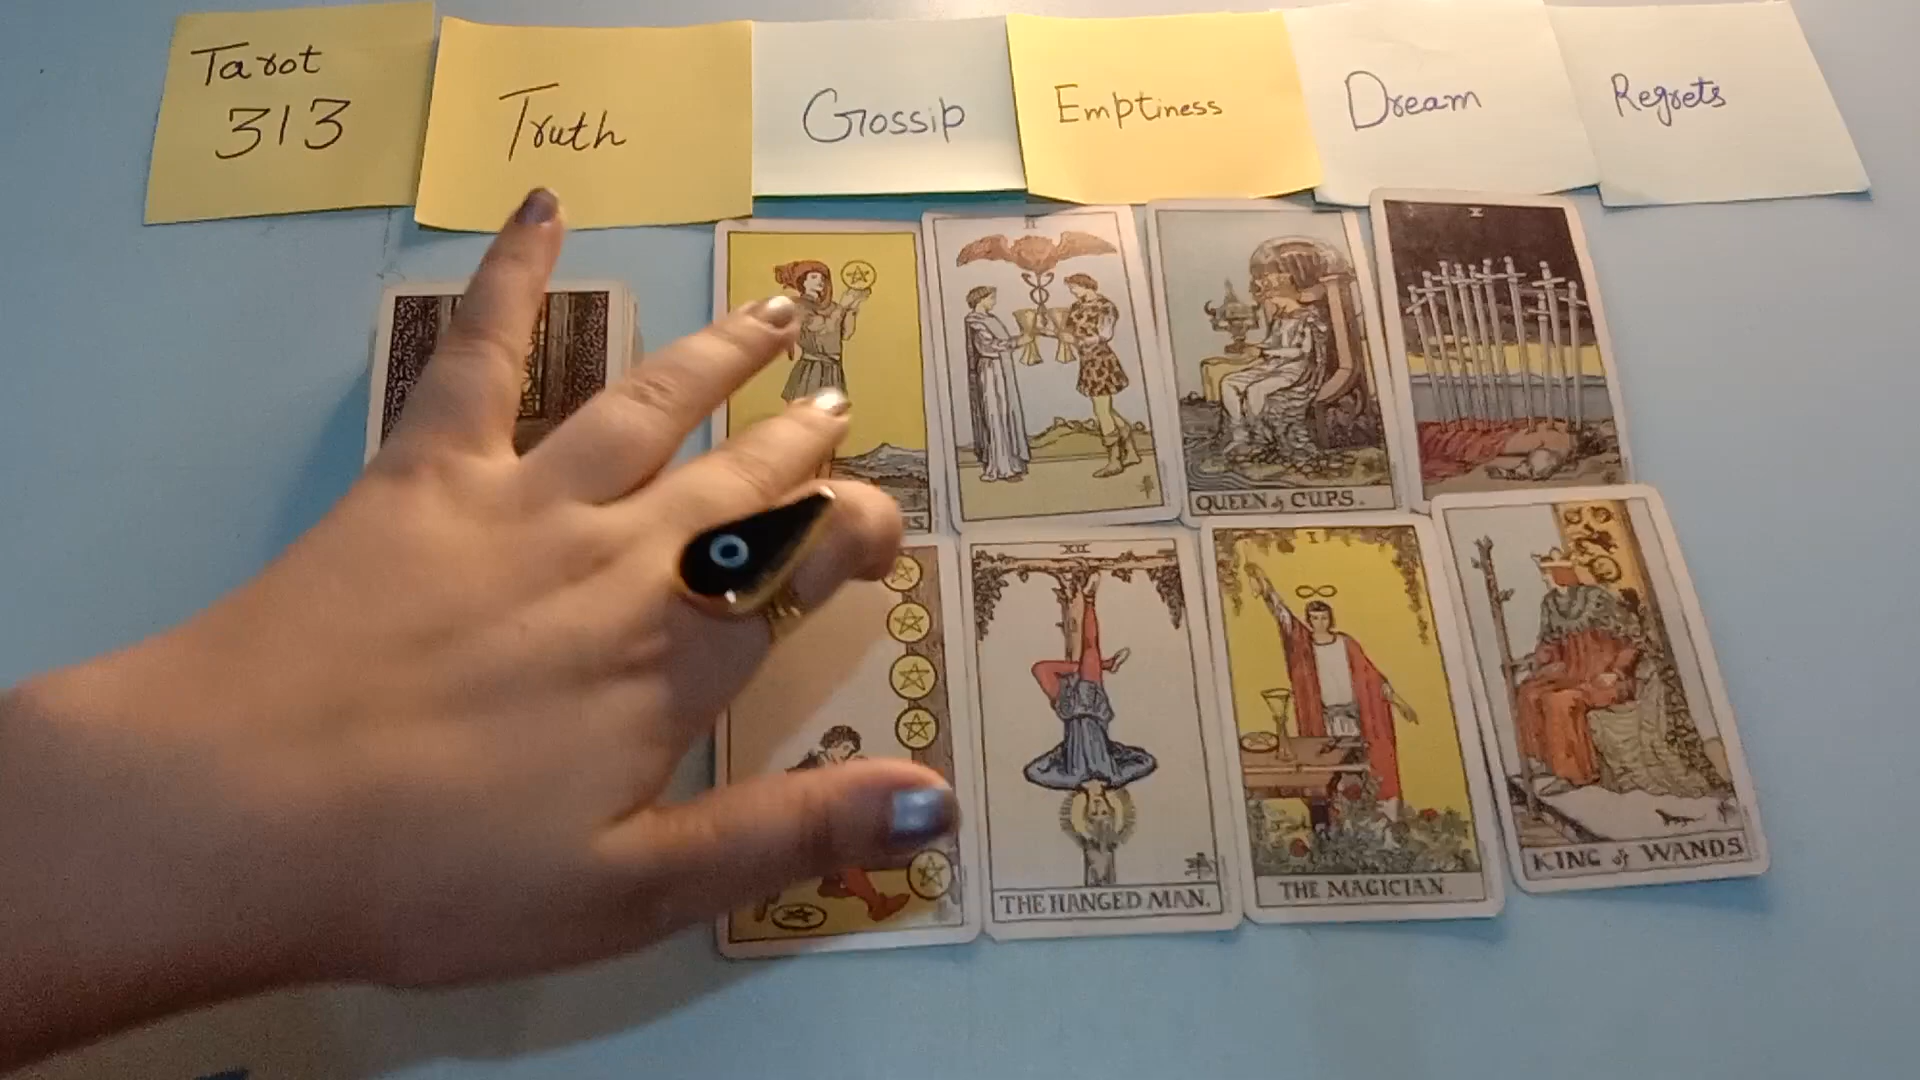 Tarot
313
Truth
Gossip
Emptiness
Dream
Regrets
II
X
QUEEN of CUPS.
XII
I
THE HANGED MAN.
THE MAGICIAN.
KING of WANDS